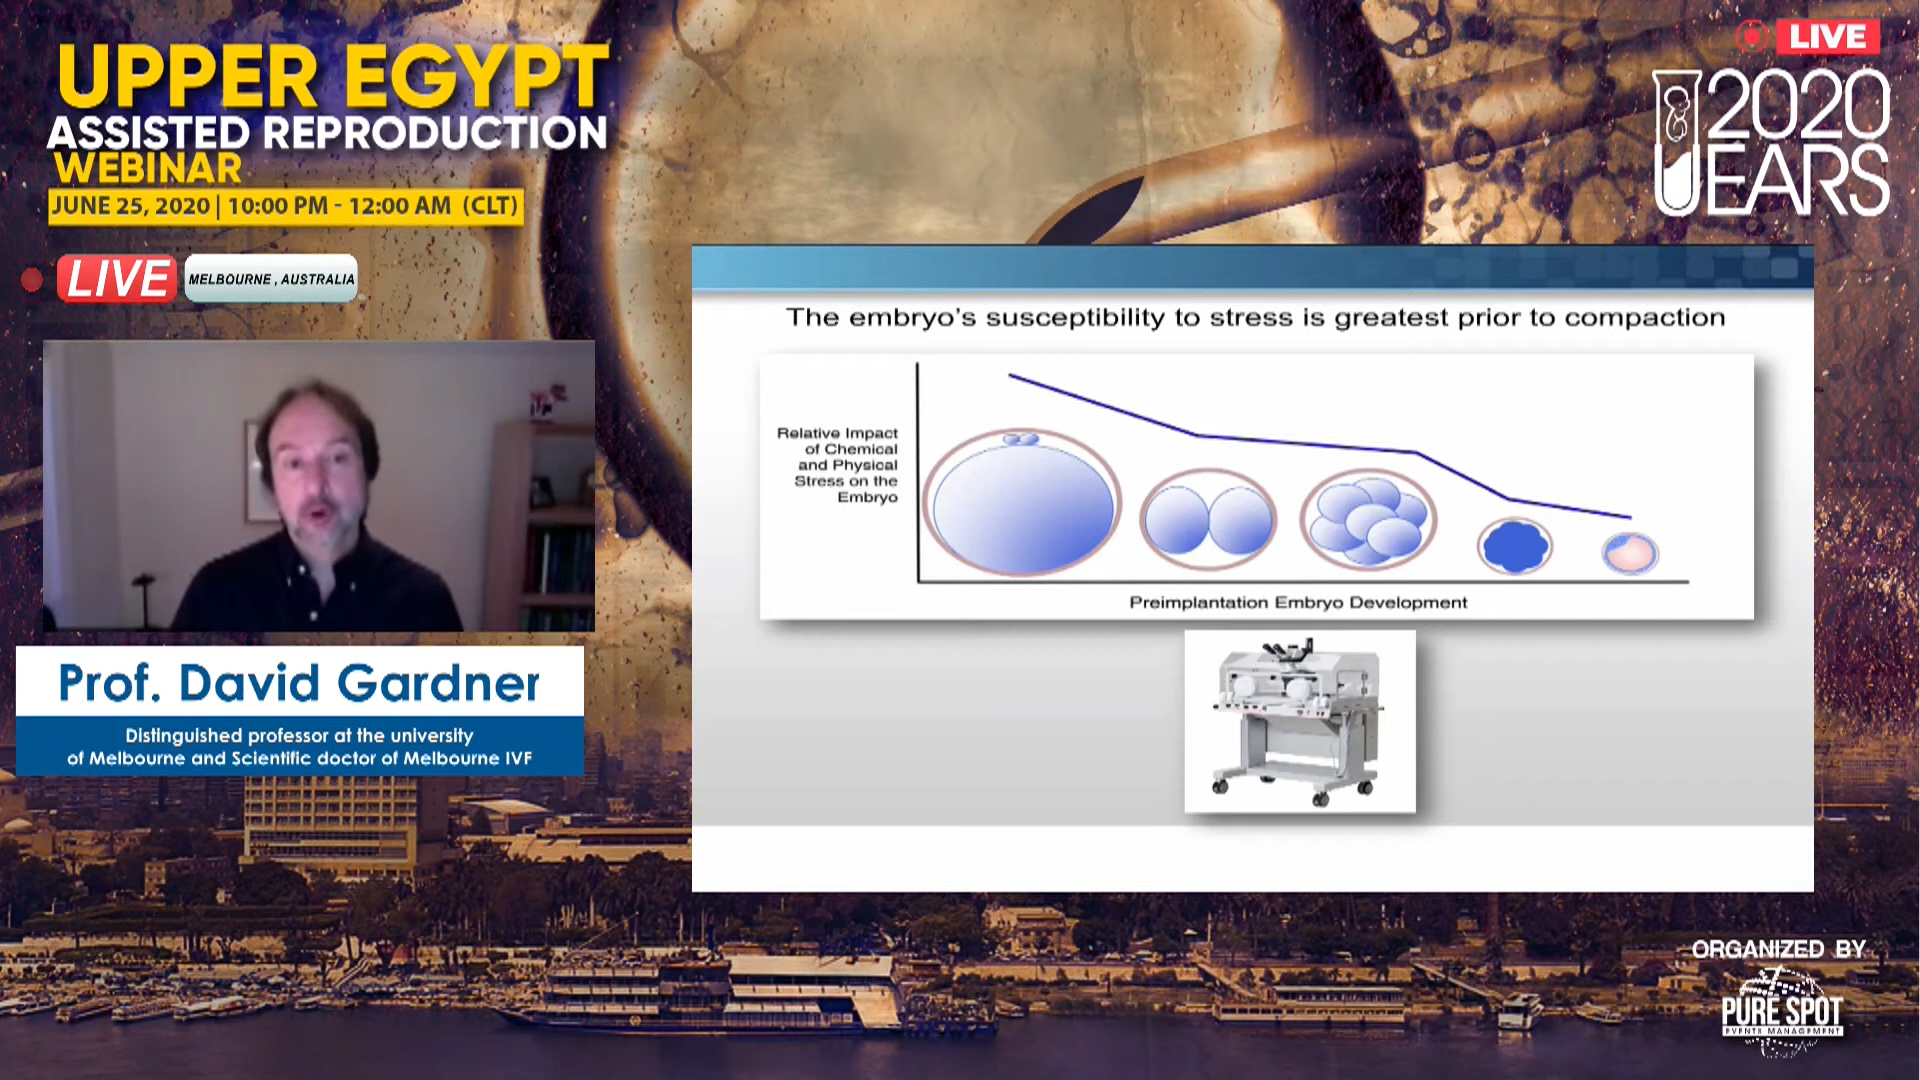 UPPER EGYPT
ASSISTED REPRODUCTION
WEBINAR
JUNE 25, 2020 | 10:00 PM - 12:00 AM (CLT)
LIVE
MELBOURNE , AUSTRALIA
Prof. David Gardner
Distinguished professor at the university
of Melbourne and Scientific doctor of Melbourne IVF
LIVE
2020
UEARS
The embryo's susceptibility to stress is greatest prior to compaction
Relative Impact
of Chemical
and Physical
Stress on the
Embryo
Preimplantation Embryo Development
ORGANIZED BY
PURE SPOT
EVENTS MANAGEMENT